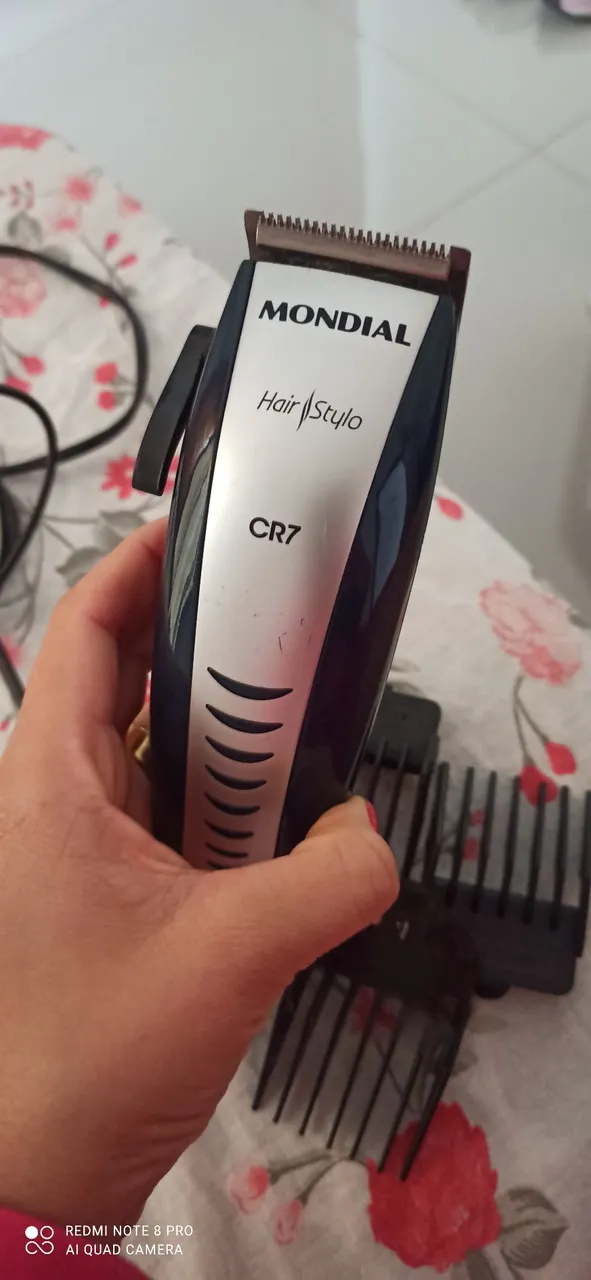 MONDIAL
Hair Stylo
CR7
REDMI NOTE 8 PRO
AI QUAD CAMERA